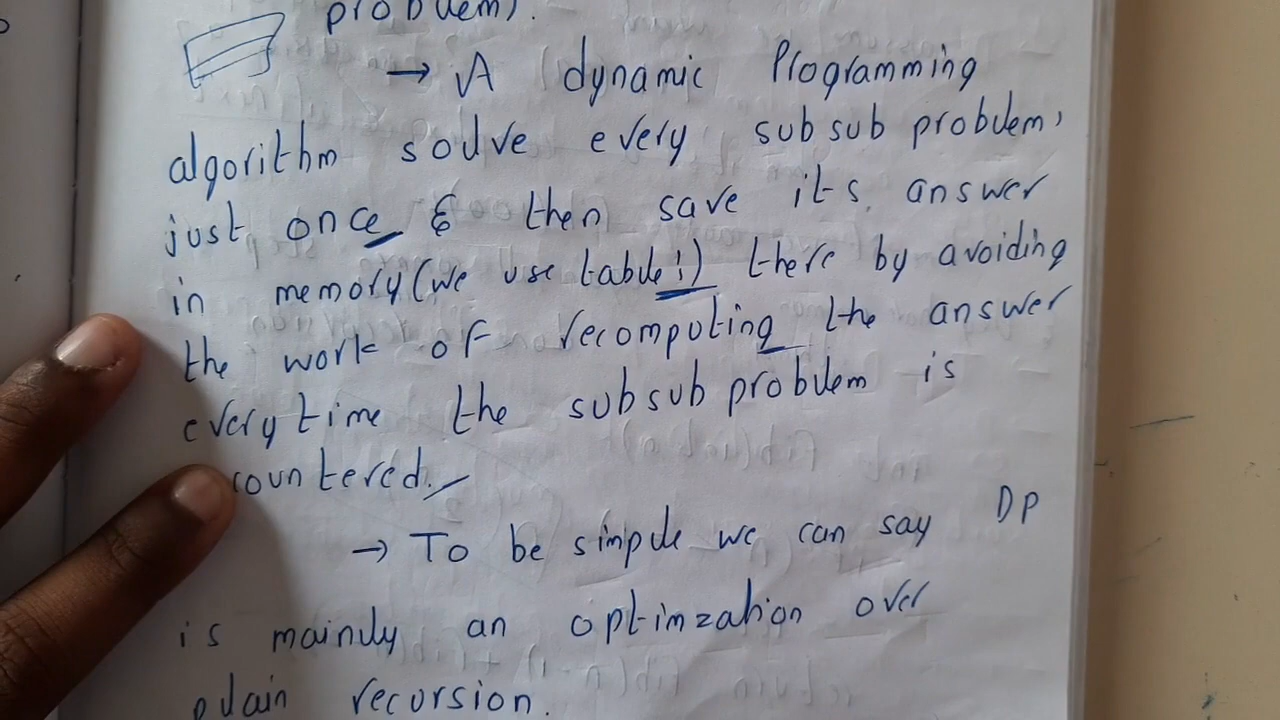 problem).
→ A dynamic Programming
algorithm solve every subsub problem,
just once & then save its answer
in memory (we use table!) there by avoiding
the work of recomputing the answer
every time the subsub problem is
countered.
→ To be simple we can say DP
is mainly an optimzation over
plain recursion.